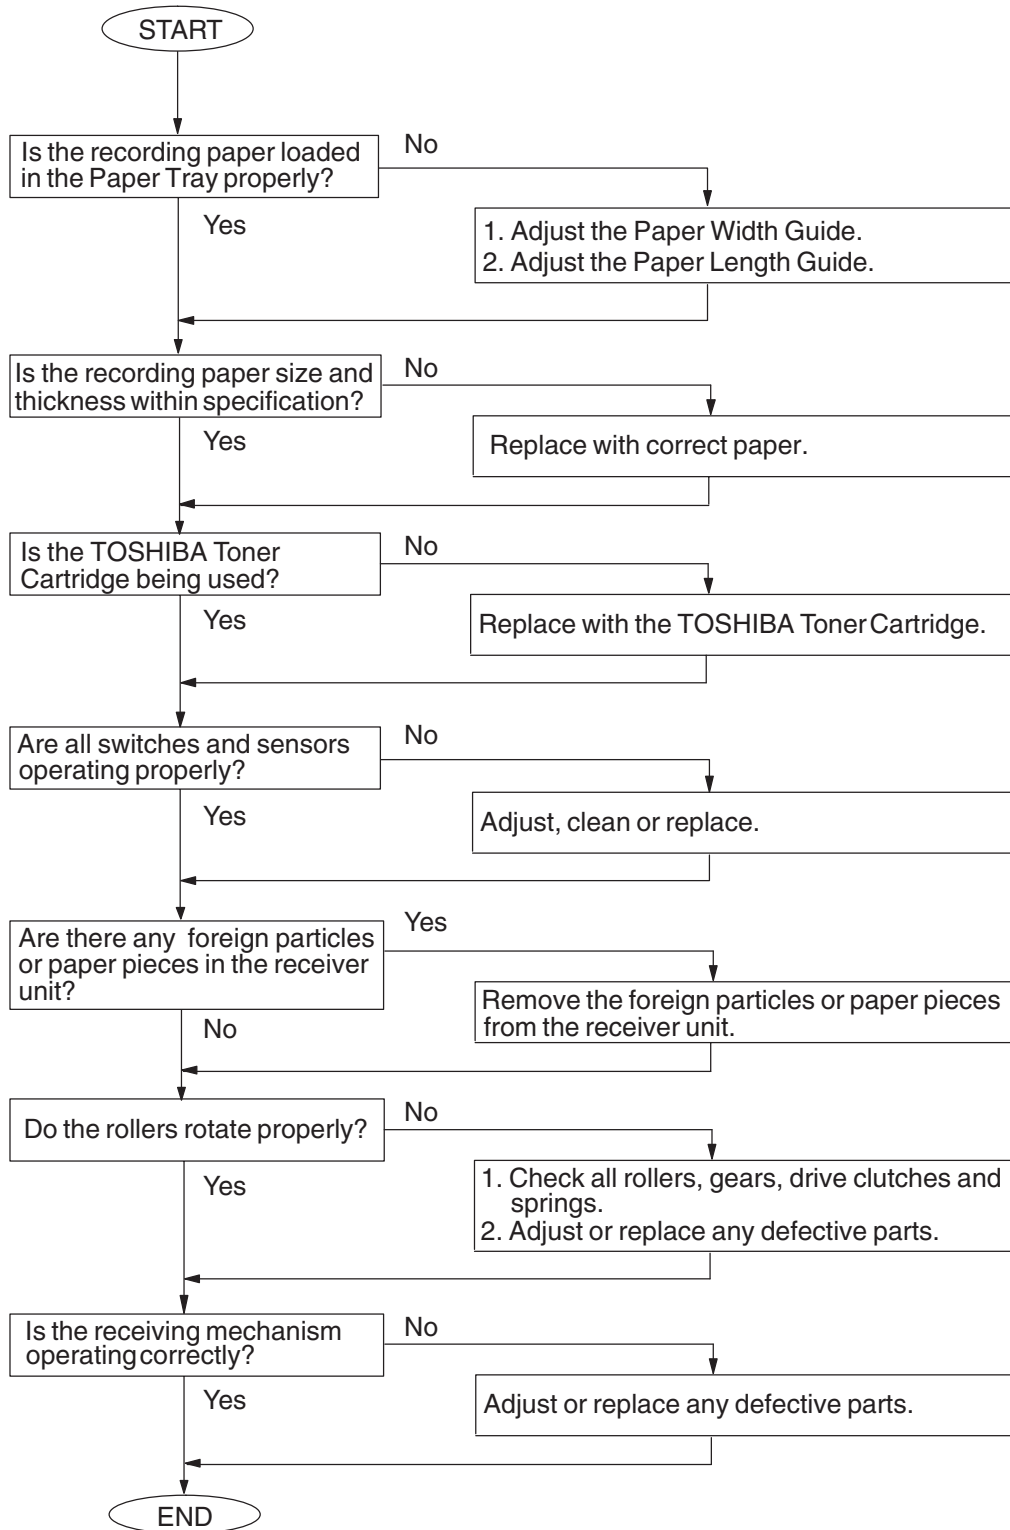 START
Is the recording paper loaded
in the Paper Tray properly?
No
Yes
1. Adjust the Paper Width Guide.
2. Adjust the Paper Length Guide.
Is the recording paper size and
thickness within specification?
No
Yes
Replace with correct paper.
Is the TOSHIBA Toner
Cartridge being used?
No
Yes
Replace with the TOSHIBA Toner Cartridge.
Are all switches and sensors
operating properly?
No
Yes
Adjust, clean or replace.
Are there any foreign particles
or paper pieces in the receiver
unit?
Yes
No
Remove the foreign particles or paper pieces
from the receiver unit.
Do the rollers rotate properly?
No
Yes
1. Check all rollers, gears, drive clutches and
springs.
2. Adjust or replace any defective parts.
Is the receiving mechanism
operating correctly?
No
Yes
Adjust or replace any defective parts.
END